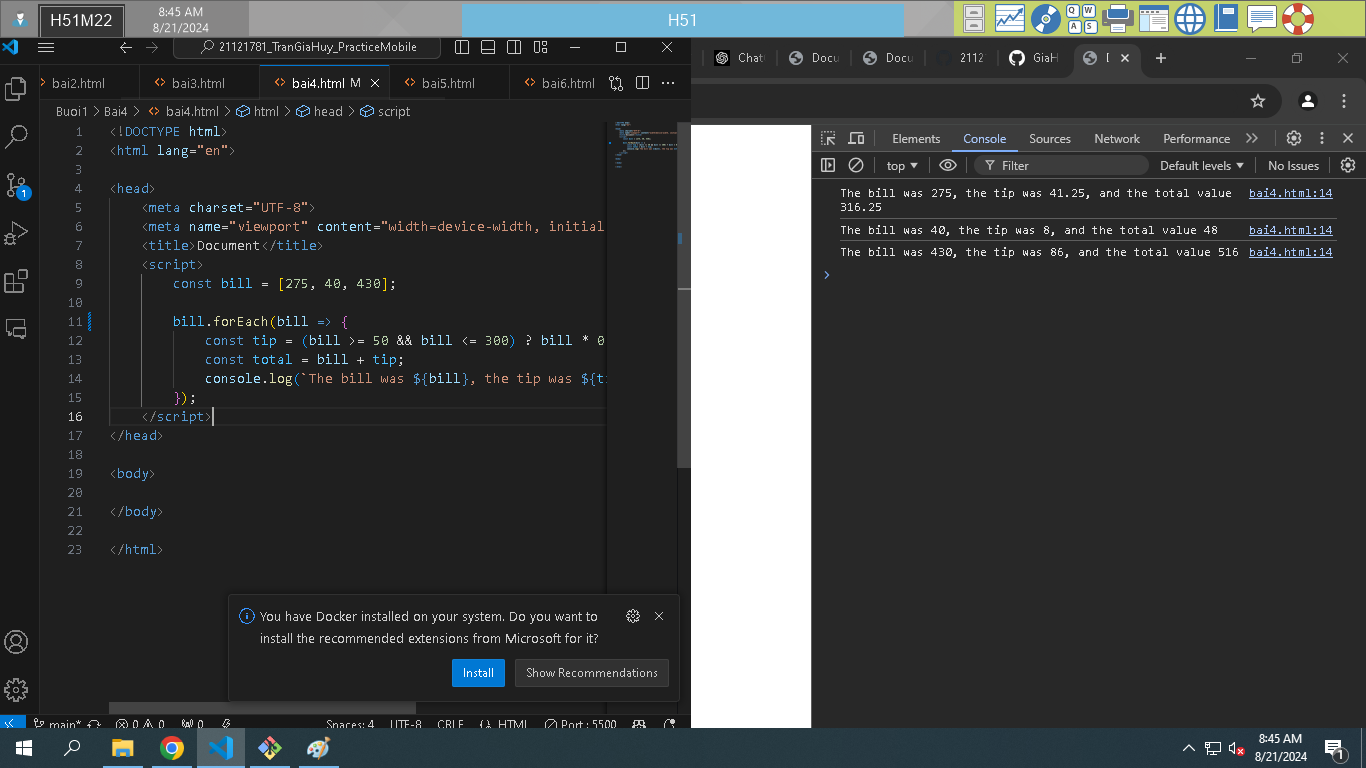 H51M22
8:45 AM
8/21/2024
H51
Q W
A S
21121781_TranGiaHuy_PracticeMobile
Chat
Docu
Docu
2112
GiaH
bai2.html
bai3.html
bai4.html M
bai5.html
bai6.html
Buoi1 > Bai4 > bai4.html > html > head > script
1 <!DOCTYPE html>
2 <html lang="en">
3
4 <head>
5 <meta charset="UTF-8">
6 <meta name="viewport" content="width=device-width, initial
7 <title>Document</title>
8 <script>
9 const bill = [275, 40, 430];
10
11 bill.forEach(bill => {
12 const tip = (bill >= 50 && bill <= 300) ? bill * 0
13 const total = bill + tip;
14 console.log(`The bill was ${bill}, the tip was ${t
15 });
16 </script>
17 </head>
18
19 <body>
20
21 </body>
22
23 </html>
1
You have Docker installed on your system. Do you want to
install the recommended extensions from Microsoft for it?
Install
Show Recommendations
main*
0 0
0
Spaces: 4
UTF-8
CRLF
HTML
Port : 5500
Elements
Console
Sources
Network
Performance
top
Filter
Default levels
No Issues
The bill was 275, the tip was 41.25, and the total value bai4.html:14
316.25
The bill was 40, the tip was 8, and the total value 48 bai4.html:14
The bill was 430, the tip was 86, and the total value 516 bai4.html:14
8:45 AM
8/21/2024
1